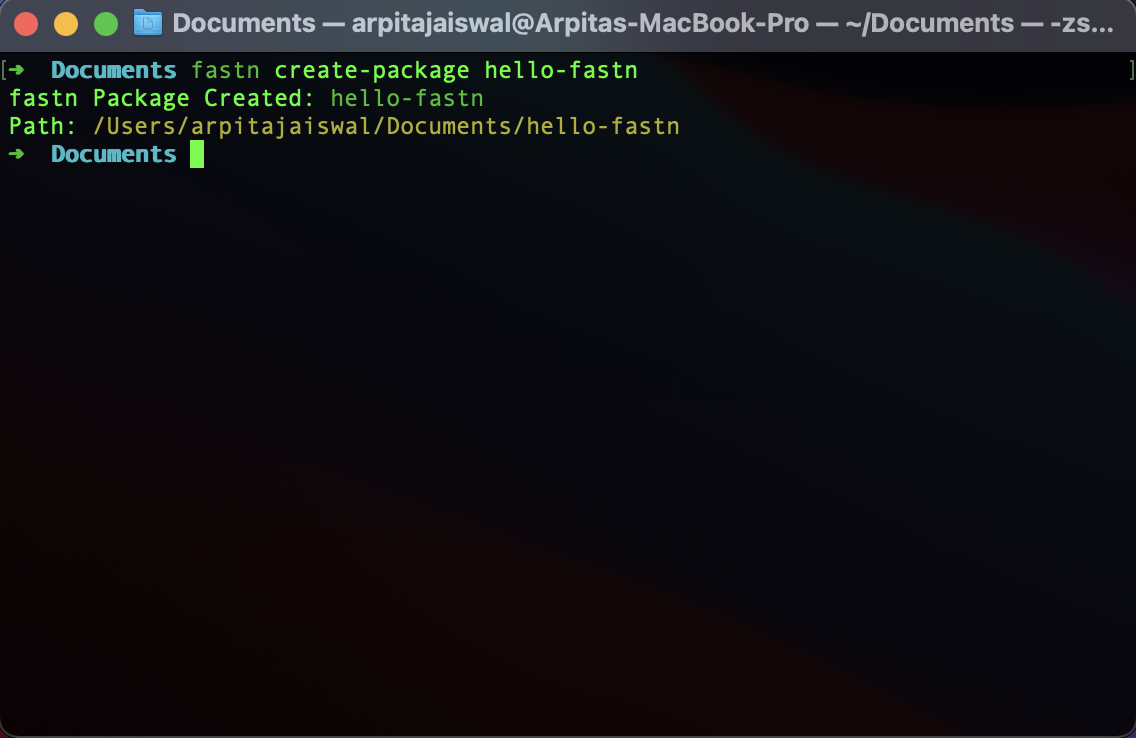 Documents — arpitajaiswal@Arpitas-MacBook-Pro — ~/Documents — -zs...
[➜ Documents fastn create-package hello-fastn ]
fastn Package Created: hello-fastn
Path: /Users/arpitajaiswal/Documents/hello-fastn
➜ Documents